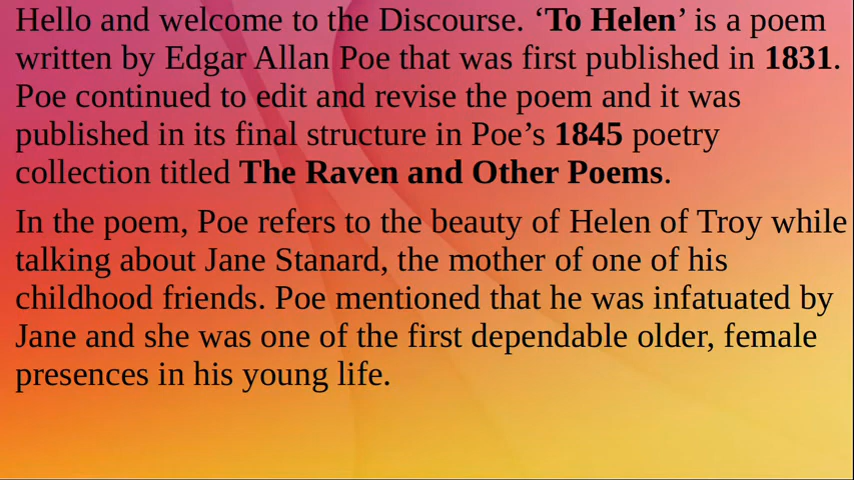 Hello and welcome to the Discourse. ‘To Helen’ is a poem
written by Edgar Allan Poe that was first published in 1831.
Poe continued to edit and revise the poem and it was
published in its final structure in Poe’s 1845 poetry
collection titled The Raven and Other Poems.
In the poem, Poe refers to the beauty of Helen of Troy while
talking about Jane Stanard, the mother of one of his
childhood friends. Poe mentioned that he was infatuated by
Jane and she was one of the first dependable older, female
presences in his young life.